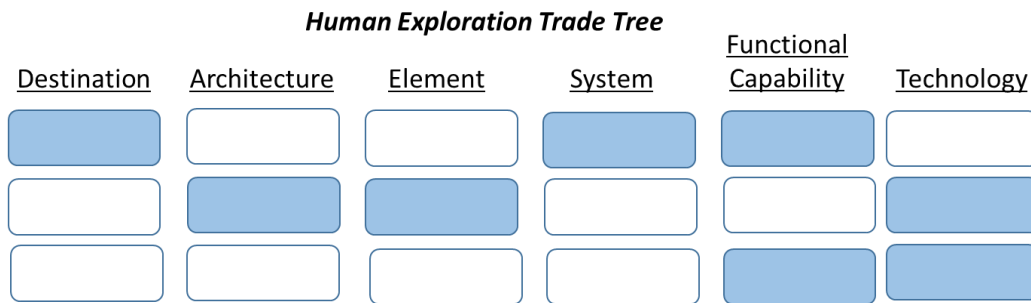 Human Exploration Trade Tree
Destination
Architecture
Element
System
Functional
Capability
Technology